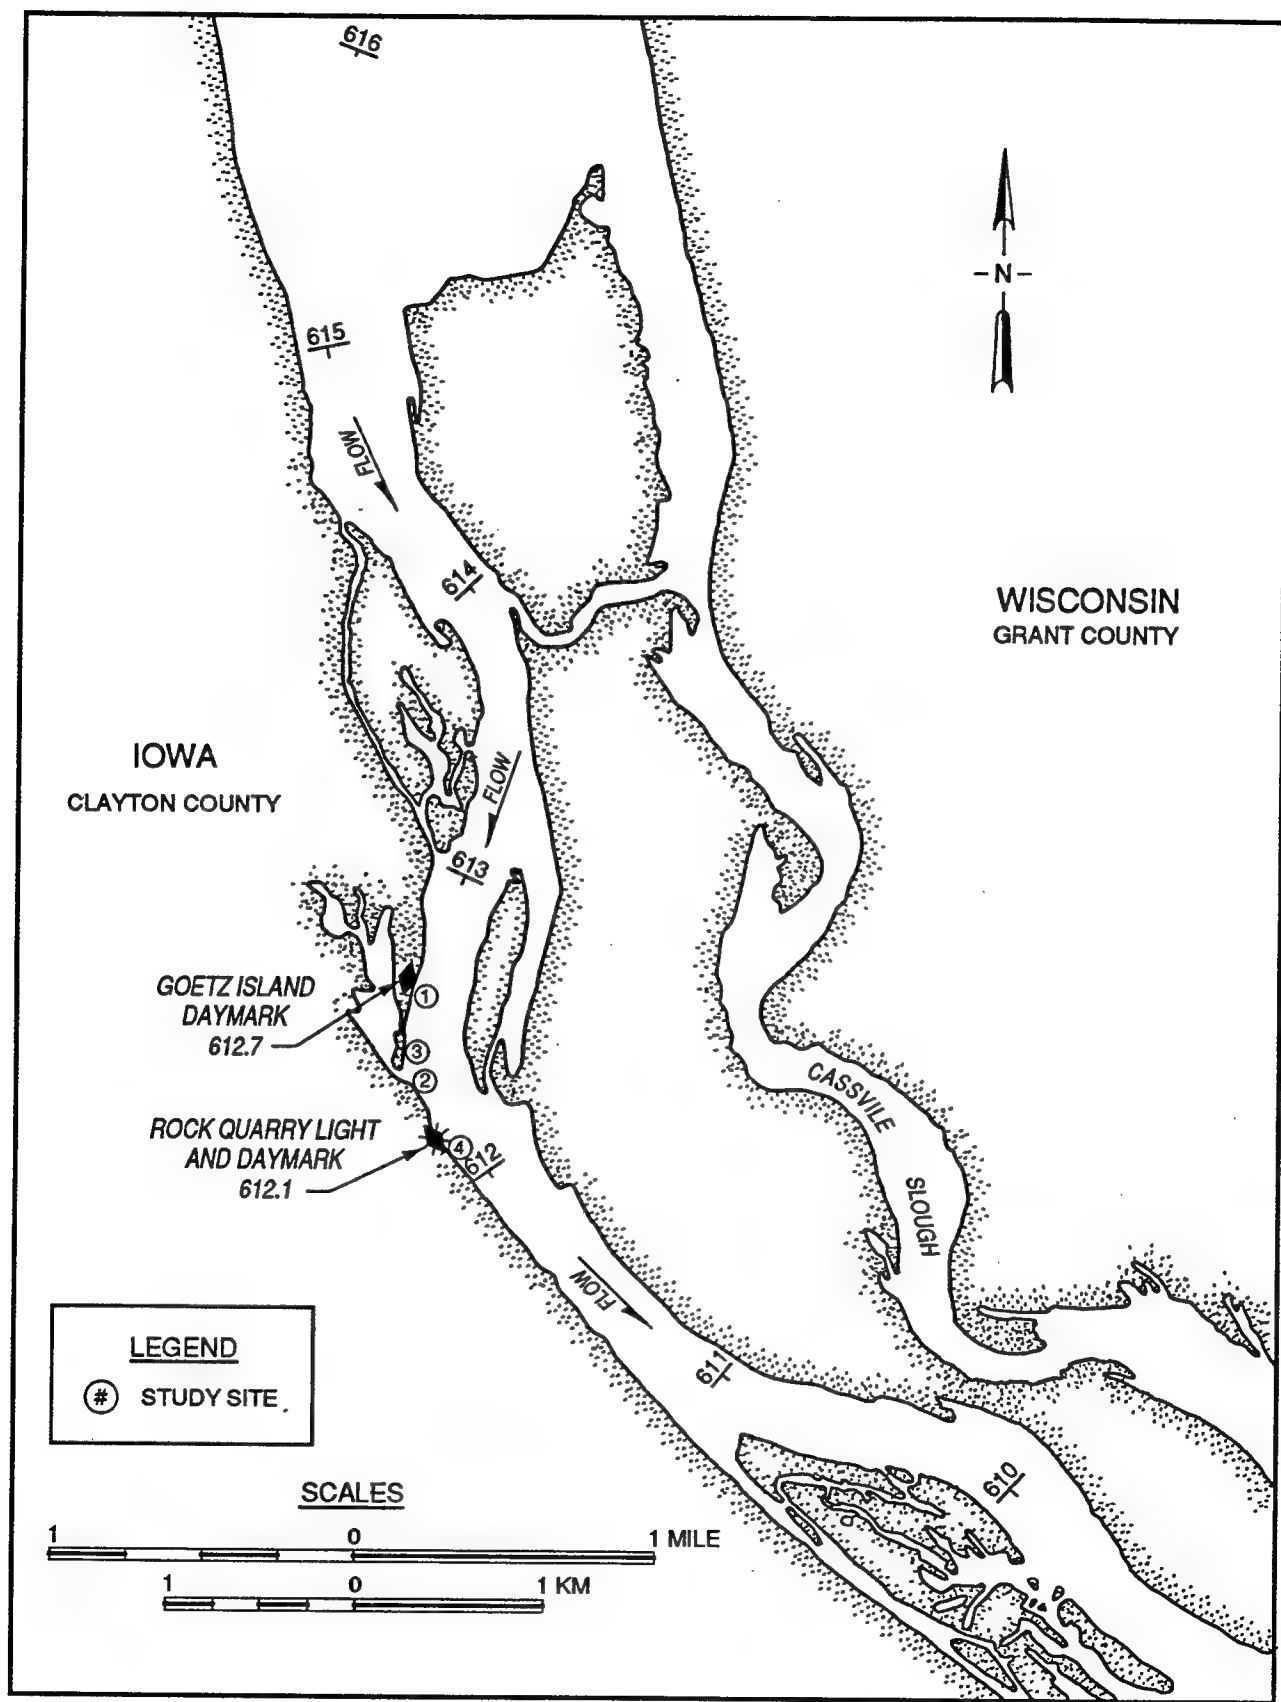 616
-N-
615
FLOW
614
WISCONSIN
GRANT COUNTY
IOWA
CLAYTON COUNTY
FLOW
613
GOETZ ISLAND
DAYMARK
612.7
1
3
2
CASSVILE
SLOUGH
ROCK QUARRY LIGHT
AND DAYMARK
612.1
4
612
FLOW
611
610
LEGEND
# STUDY SITE
SCALES
1 0 1 MILE
1 0 1 KM